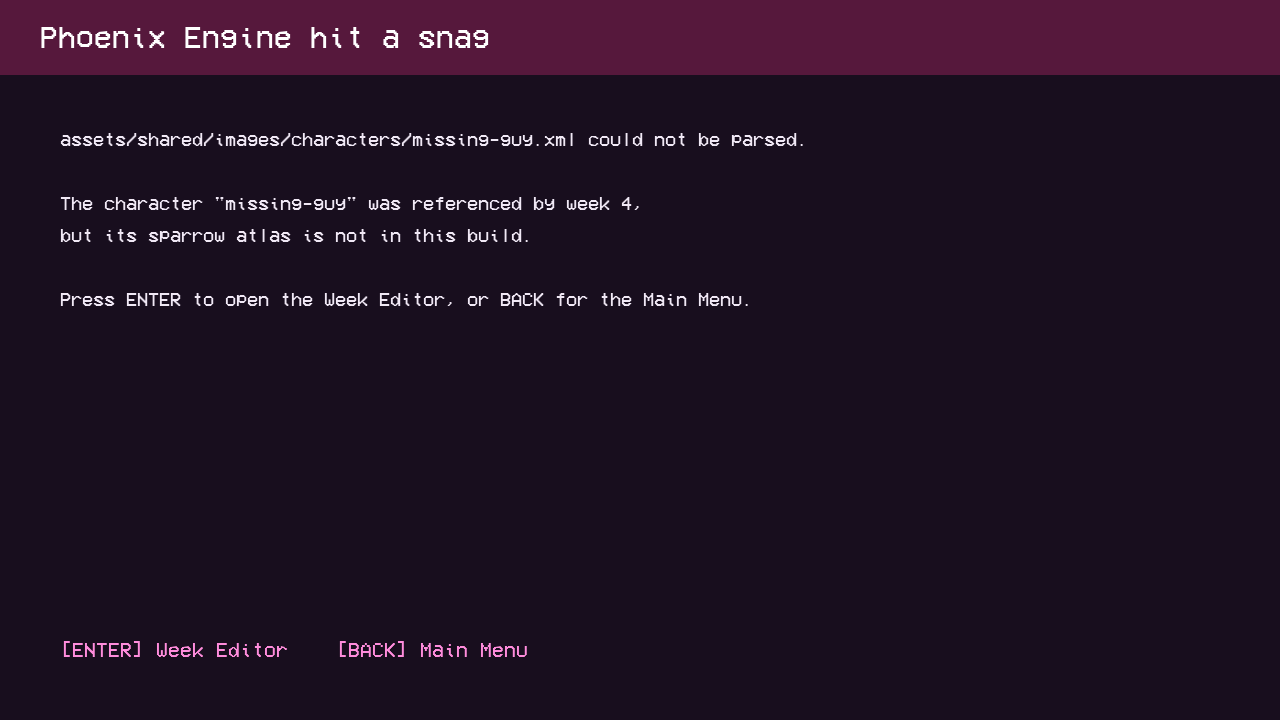 Phoenix Engine hit a snag
assets/shared/images/characters/missing-guy.xml could not be parsed.
The character "missing-guy" was referenced by week 4,
but its sparrow atlas is not in this build.
Press ENTER to open the Week Editor, or BACK for the Main Menu.
[ENTER] Week Editor    [BACK] Main Menu